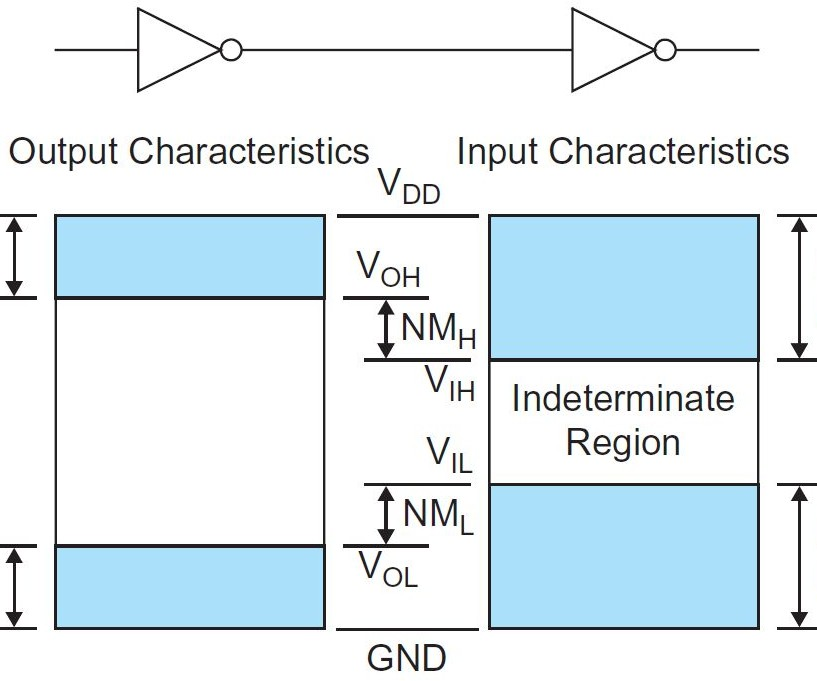 Output Characteristics
Input Characteristics
VDD
VOH
NMH
VIH
Indeterminate
Region
VIL
NML
VOL
GND